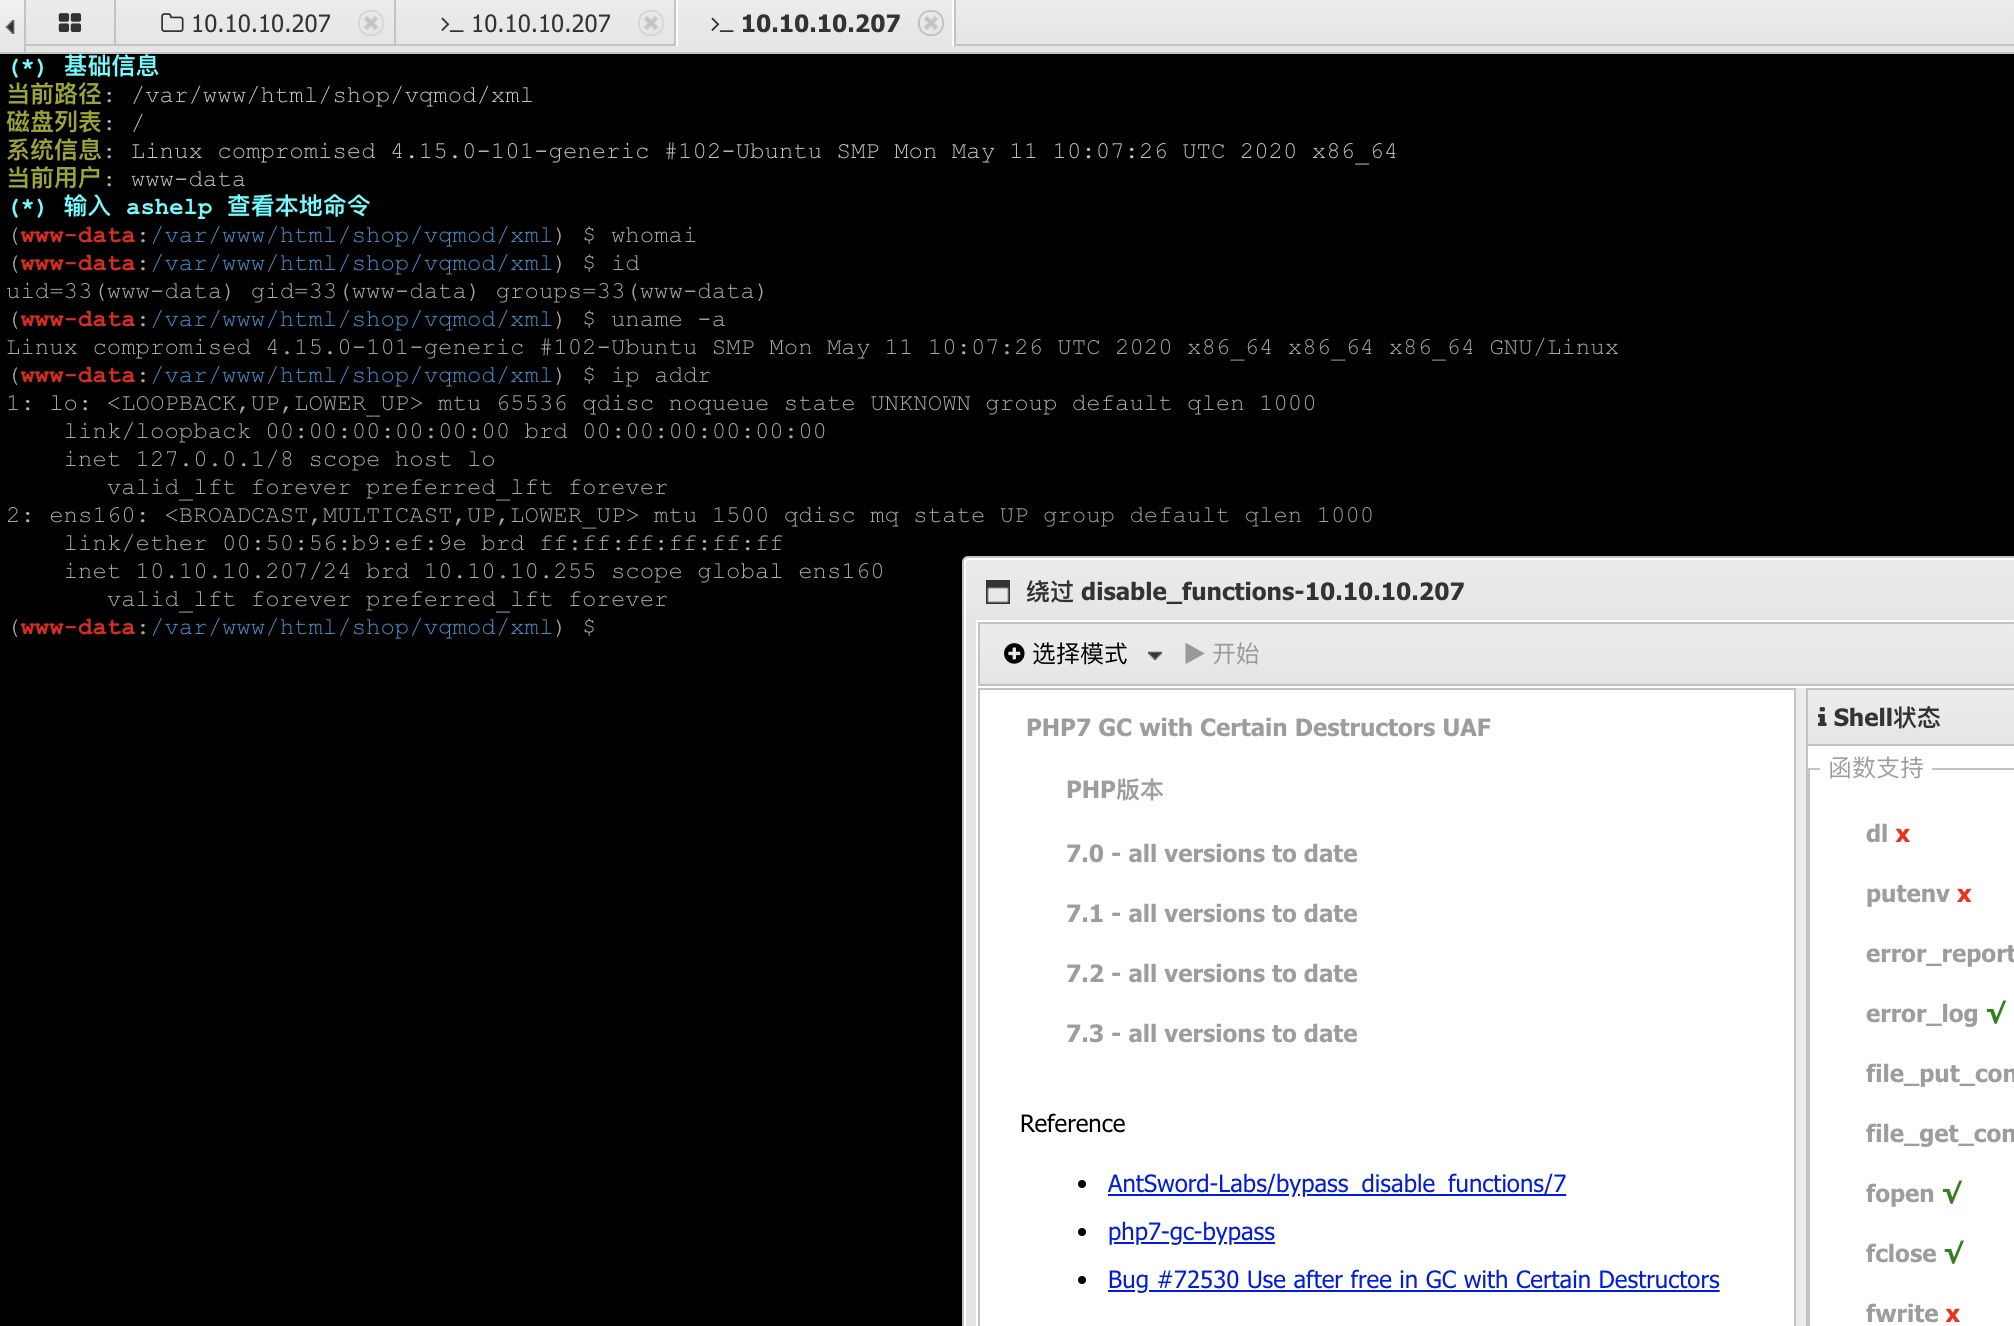 10.10.10.207
>_ 10.10.10.207
>_ 10.10.10.207
(*) 基础信息
当前路径: /var/www/html/shop/vqmod/xml
磁盘列表: /
系统信息: Linux compromised 4.15.0-101-generic #102-Ubuntu SMP Mon May 11 10:07:26 UTC 2020 x86_64
当前用户: www-data
(*) 输入 ashelp 查看本地命令
(www-data:/var/www/html/shop/vqmod/xml) $ whomai
(www-data:/var/www/html/shop/vqmod/xml) $ id
uid=33(www-data) gid=33(www-data) groups=33(www-data)
(www-data:/var/www/html/shop/vqmod/xml) $ uname -a
Linux compromised 4.15.0-101-generic #102-Ubuntu SMP Mon May 11 10:07:26 UTC 2020 x86_64 x86_64 x86_64 GNU/Linux
(www-data:/var/www/html/shop/vqmod/xml) $ ip addr
1: lo: <LOOPBACK,UP,LOWER_UP> mtu 65536 qdisc noqueue state UNKNOWN group default qlen 1000
link/loopback 00:00:00:00:00:00 brd 00:00:00:00:00:00
inet 127.0.0.1/8 scope host lo
valid_lft forever preferred_lft forever
2: ens160: <BROADCAST,MULTICAST,UP,LOWER_UP> mtu 1500 qdisc mq state UP group default qlen 1000
link/ether 00:50:56:b9:ef:9e brd ff:ff:ff:ff:ff:ff
inet 10.10.10.207/24 brd 10.10.10.255 scope global ens160
valid_lft forever preferred_lft forever
(www-data:/var/www/html/shop/vqmod/xml) $
绕过 disable_functions-10.10.10.207
选择模式 开始
PHP7 GC with Certain Destructors UAF
PHP版本
7.0 - all versions to date
7.1 - all versions to date
7.2 - all versions to date
7.3 - all versions to date
Reference
• AntSword-Labs/bypass_disable_functions/7
• php7-gc-bypass
• Bug #72530 Use after free in GC with Certain Destructors
Shell状态
函数支持
dl x
putenv x
error_report
error_log √
file_put_con
file_get_con
fopen √
fclose √
fwrite x